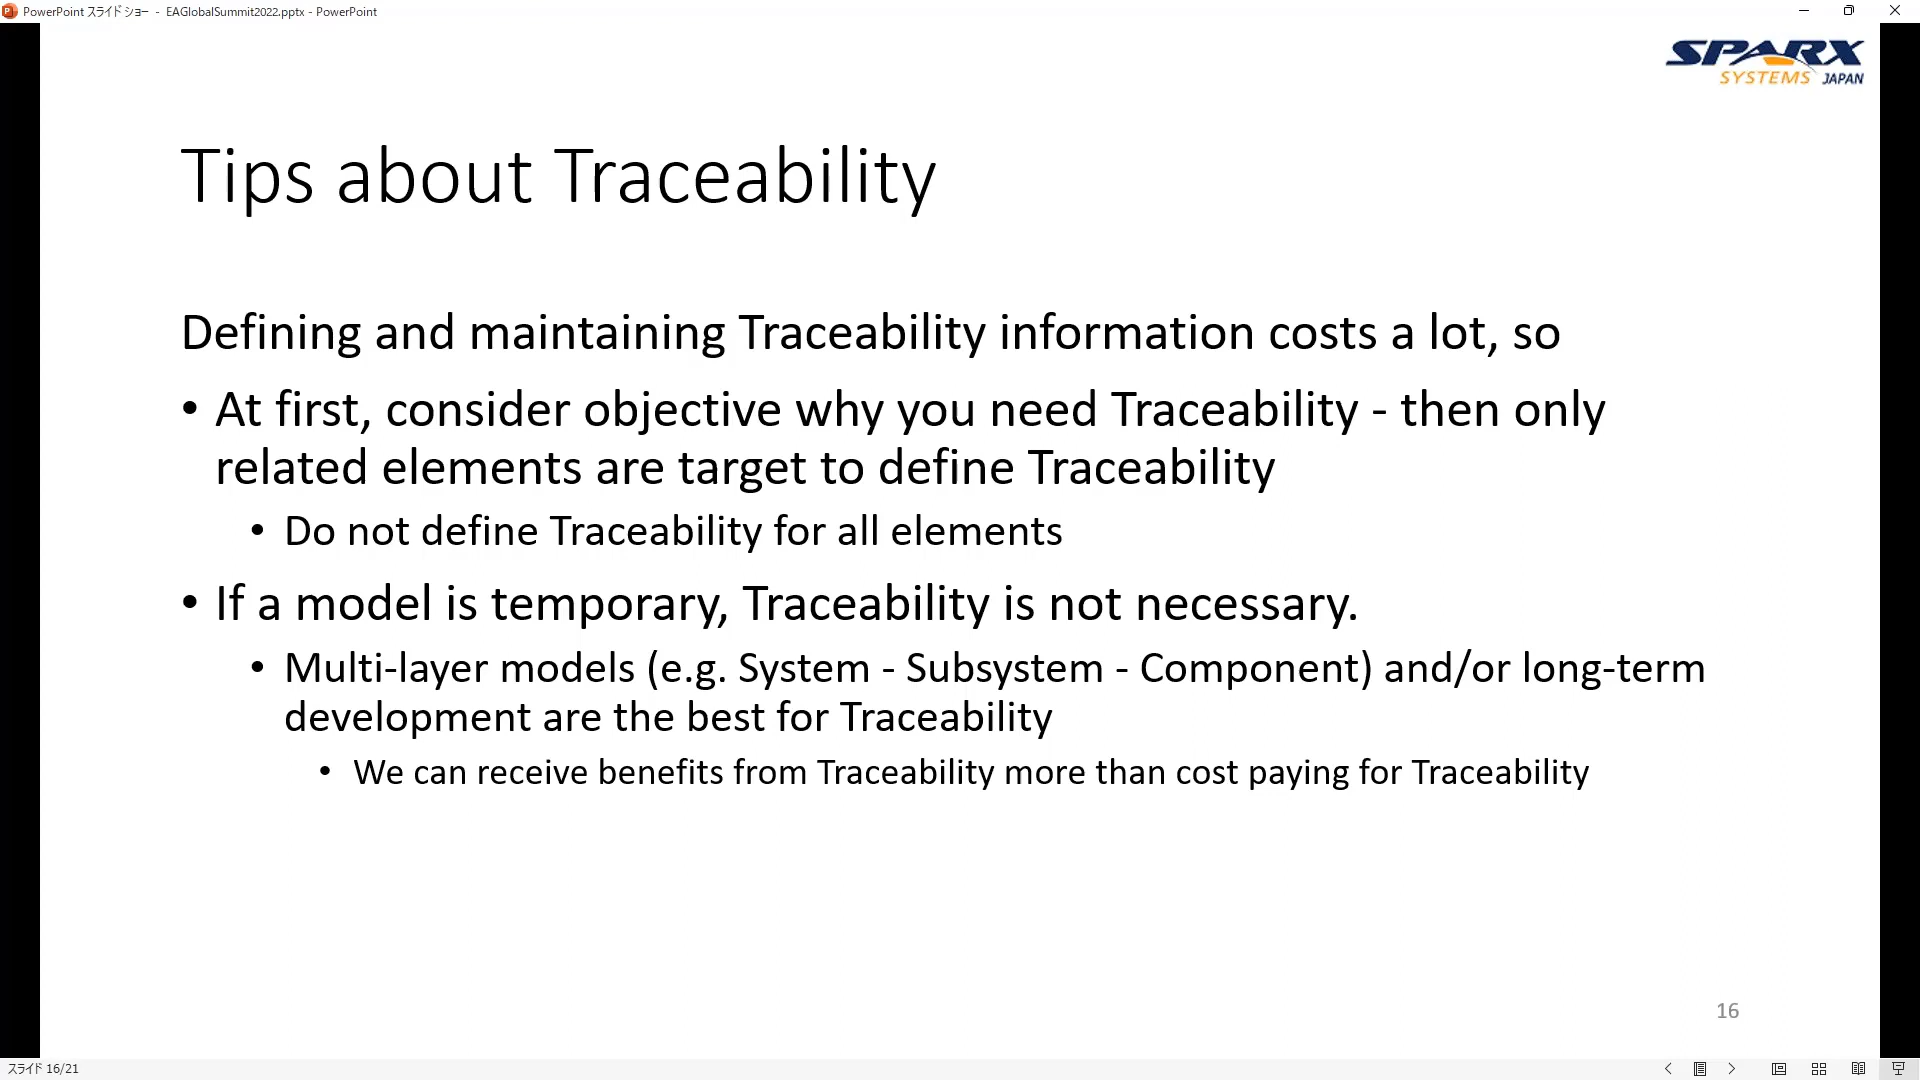 PowerPoint スライド ショー - EAGlobalSummit2022.pptx - PowerPoint
SPARX
SYSTEMS JAPAN
Tips about Traceability
Defining and maintaining Traceability information costs a lot, so
• At first, consider objective why you need Traceability - then only
related elements are target to define Traceability
• Do not define Traceability for all elements
• If a model is temporary, Traceability is not necessary.
• Multi-layer models (e.g. System - Subsystem - Component) and/or long-term
development are the best for Traceability
• We can receive benefits from Traceability more than cost paying for Traceability
16
スライド 16/21